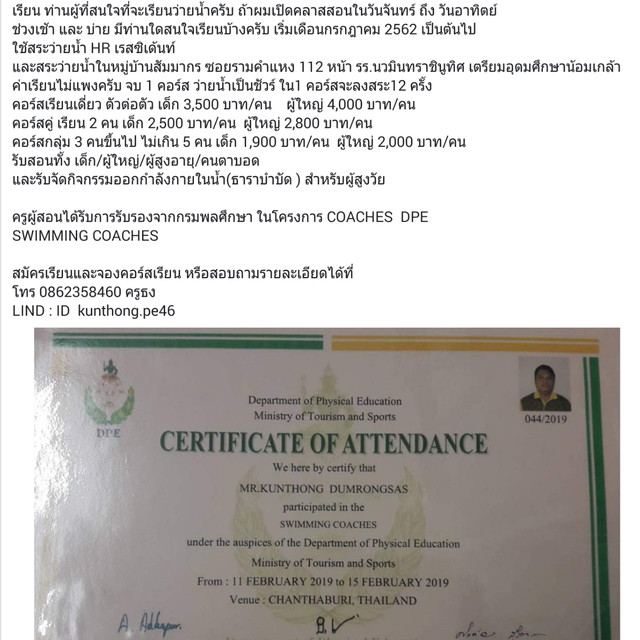 เรียน ท่านผู้ที่สนใจที่จะเรียนว่ายน้ำครับ ถ้าผมเปิดคลาสสอนในวันจันทร์ ถึง วันอาทิตย์
ช่วงเช้า และ บ่าย มีท่านใดสนใจเรียนบ้างครับ เริ่มเดือนกรกฎาคม 2562 เป็นต้นไป
ใช้สระว่ายน้ำ HR เรสซิเด้นท์
และสระว่ายน้ำในหมู่บ้านสัมมากร ซอยรามคำแหง 112 หน้า รร.นวมินทราชินูทิศ เตรียมอุดมศึกษาน้อมเกล้า
ค่าเรียนไม่แพงครับ จบ 1 คอร์ส ว่ายน้ำเป็นชัวร์ ใน1 คอร์สจะลงสระ12 ครั้ง
คอร์สเรียนเดี่ยว ตัวต่อตัว เด็ก 3,500 บาท/คน ผู้ใหญ่ 4,000 บาท/คน
คอร์สคู่ เรียน 2 คน เด็ก 2,500 บาท/คน ผู้ใหญ่ 2,800 บาท/คน
คอร์สกลุ่ม 3 คนขึ้นไป ไม่เกิน 5 คน เด็ก 1,900 บาท/คน ผู้ใหญ่ 2,000 บาท/คน
รับสอนทั้ง เด็ก/ผู้ใหญ่/ผู้สูงอายุ/คนตาบอด
และรับจัดกิจกรรมออกกำลังกายในน้ำ(ธาราบำบัด ) สำหรับผู้สูงวัย
ครูผู้สอนได้รับการรับรองจากกรมพลศึกษา ในโครงการ COACHES DPE
SWIMMING COACHES
สมัครเรียนและจองคอร์สเรียน หรือสอบถามรายละเอียดได้ที่
โทร 0862358460 ครูธง
LIND : ID kunthong.pe46
DPE
044/2019
Department of Physical Education
Ministry of Tourism and Sports
CERTIFICATE OF ATTENDANCE
We here by certify that
MR.KUNTHONG DUMRONGSAS
participated in the
SWIMMING COACHES
under the auspices of the Department of Physical Education
Ministry of Tourism and Sports
From : 11 FEBRUARY 2019 to 15 FEBRUARY 2019
Venue : CHANTHABURI, THAILAND